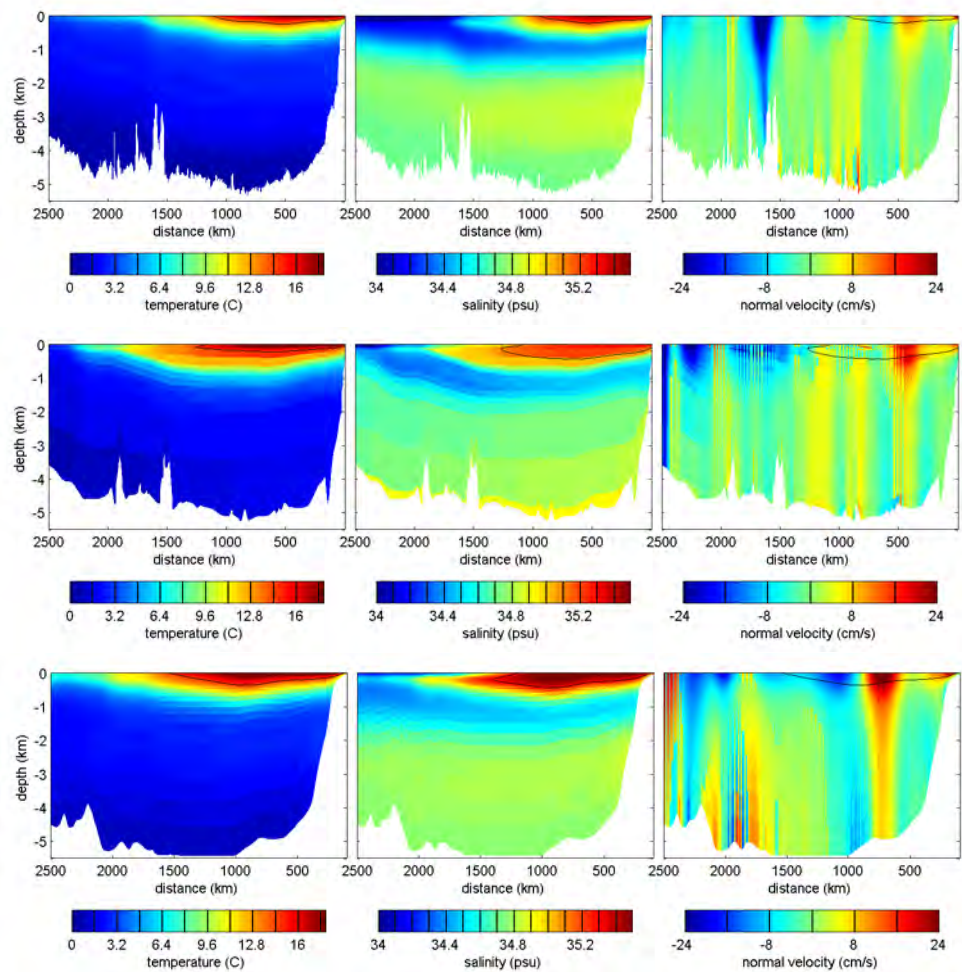 0
-1
-2
-3
-4
-5
depth (km)
2500 2000 1500 1000 500
distance (km)
2500 2000 1500 1000 500
distance (km)
2500 2000 1500 1000 500
distance (km)
0 3.2 6.4 9.6 12.8 16
temperature (C)
34 34.4 34.8 35.2
salinity (psu)
-24 -8 8 24
normal velocity (cm/s)
0
-1
-2
-3
-4
-5
depth (km)
2500 2000 1500 1000 500
distance (km)
2500 2000 1500 1000 500
distance (km)
2500 2000 1500 1000 500
distance (km)
0 3.2 6.4 9.6 12.8 16
temperature (C)
34 34.4 34.8 35.2
salinity (psu)
-24 -8 8 24
normal velocity (cm/s)
0
-1
-2
-3
-4
-5
depth (km)
2500 2000 1500 1000 500
distance (km)
2500 2000 1500 1000 500
distance (km)
2500 2000 1500 1000 500
distance (km)
0 3.2 6.4 9.6 12.8 16
temperature (C)
34 34.4 34.8 35.2
salinity (psu)
-24 -8 8 24
normal velocity (cm/s)